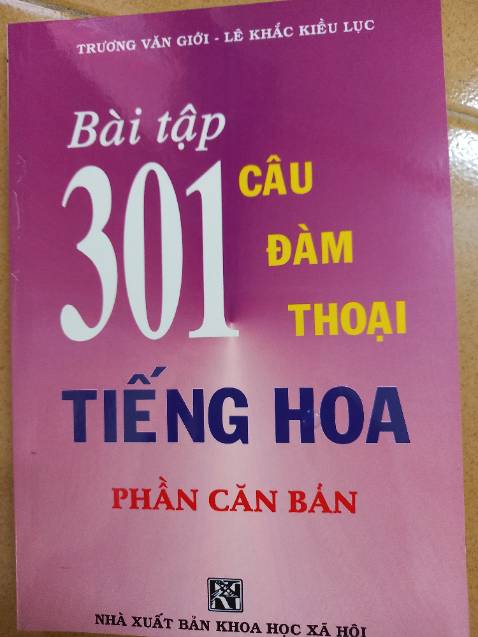 TRƯƠNG VĂN GIỚI - LÊ KHẮC KIỀU LỤC
Bài tập
301 CÂU
ĐÀM
THOẠI
TIẾNG HOA
PHẦN CĂN BẢN
NHÀ XUẤT BẢN KHOA HỌC XÃ HỘI